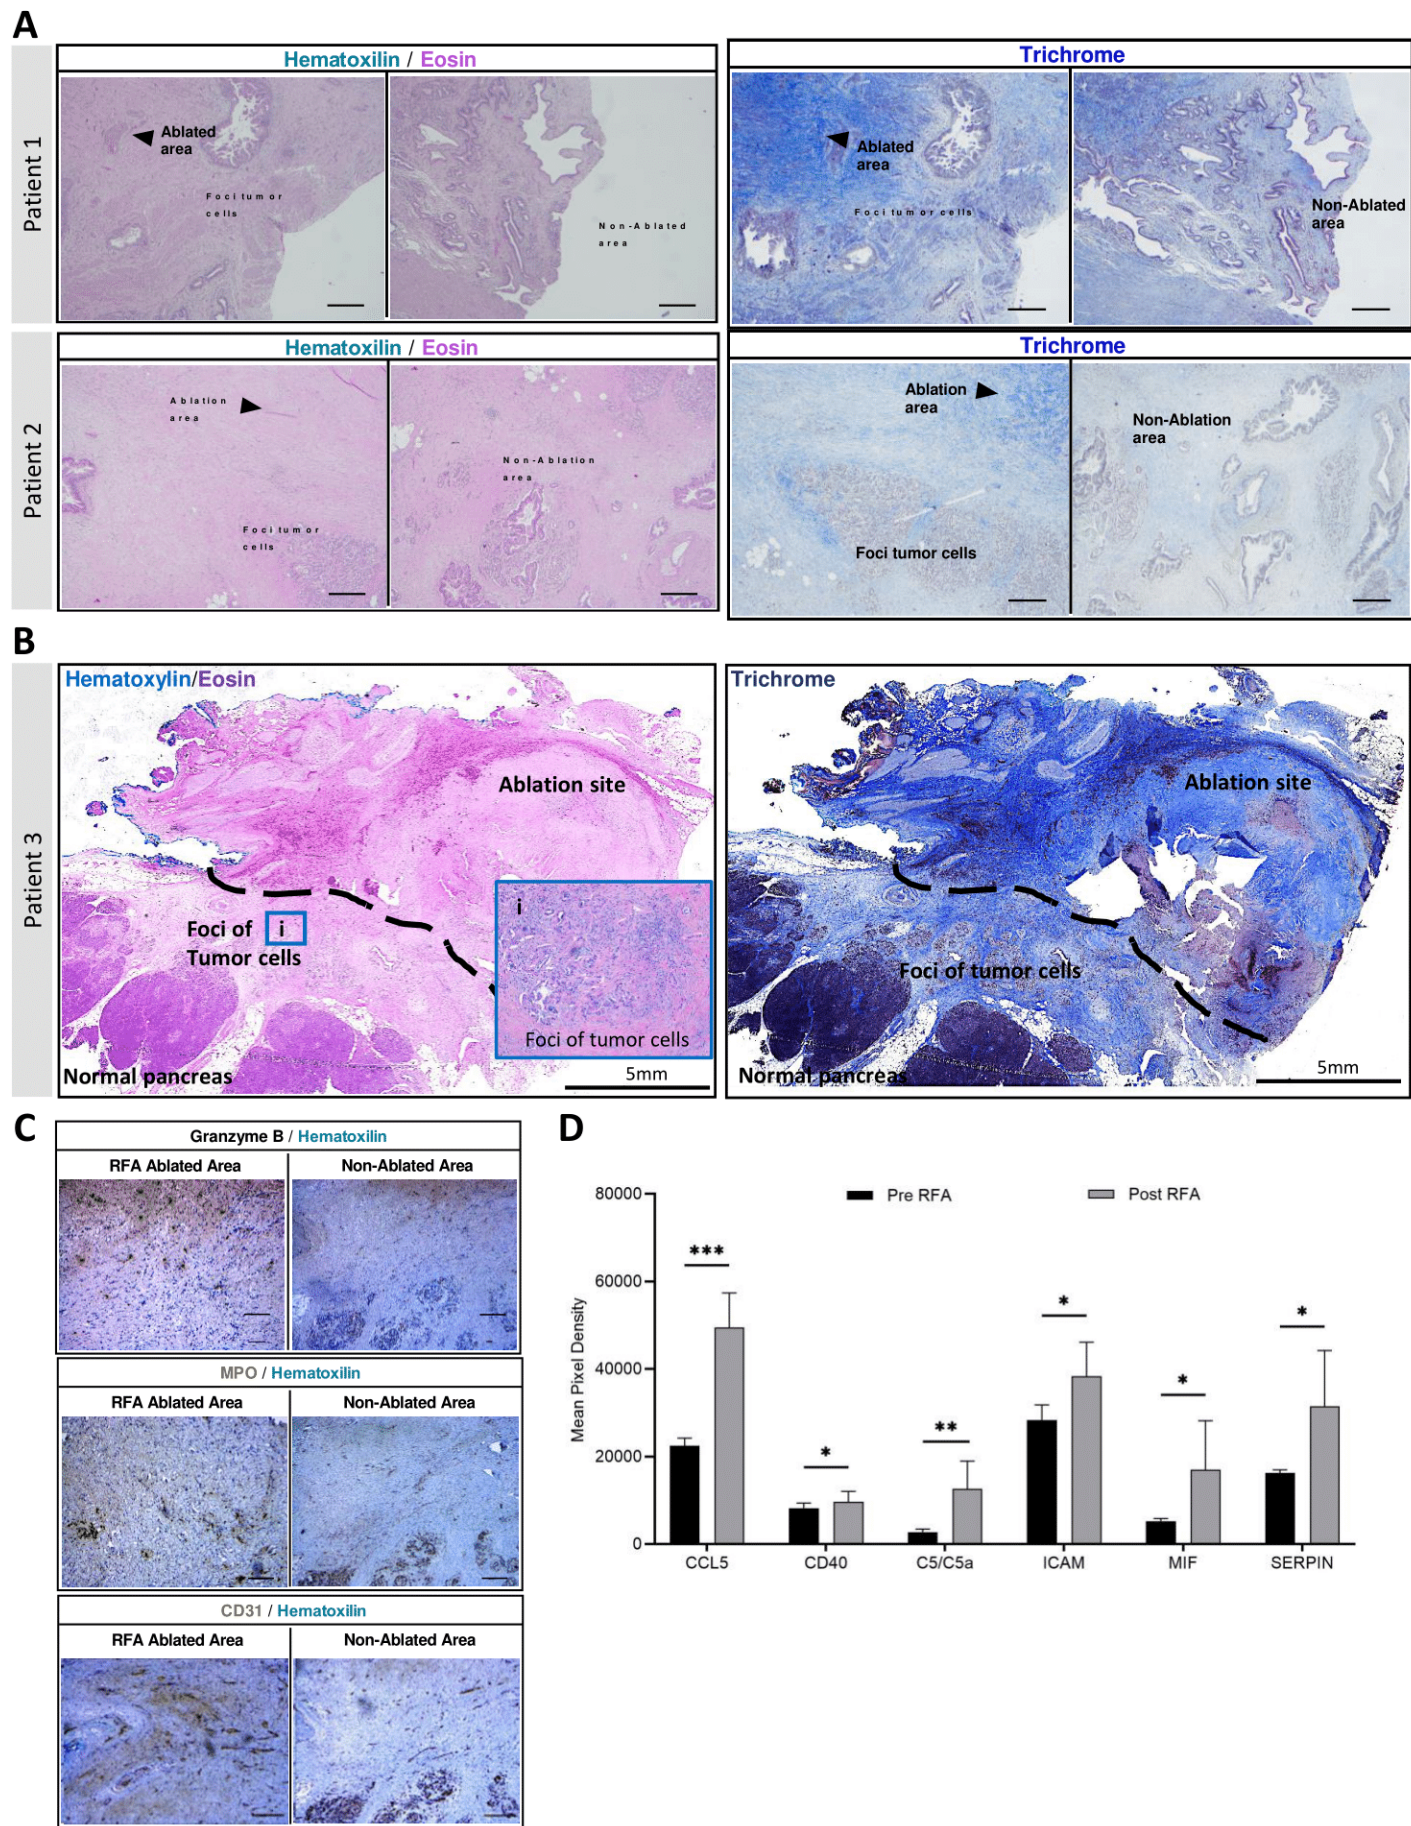 A
Patient 1
Hematoxilin / Eosin
Ablated
area
Foci tumor
cells
Non-Ablated
area
Trichrome
Ablated
area
Foci tumor cells
Non-Ablated
area
Patient 2
Hematoxilin / Eosin
Ablation
area
Foci tumor
cells
Non-Ablation
area
Trichrome
Ablation
area
Foci tumor cells
Non-Ablation
area
B
Patient 3
Hematoxylin/Eosin
Ablation site
Foci of
Tumor cells
i
i
Foci of tumor cells
Normal pancreas
5mm
Trichrome
Ablation site
Foci of tumor cells
Normal pancreas
5mm
C
Granzyme B / Hematoxilin
RFA Ablated Area
Non-Ablated Area
MPO / Hematoxilin
RFA Ablated Area
Non-Ablated Area
CD31 / Hematoxilin
RFA Ablated Area
Non-Ablated Area
D
Pre RFA
Post RFA
Mean Pixel Density
80000
60000
40000
20000
0
***
*
**
*
*
*
CCL5
CD40
C5/C5a
ICAM
MIF
SERPIN